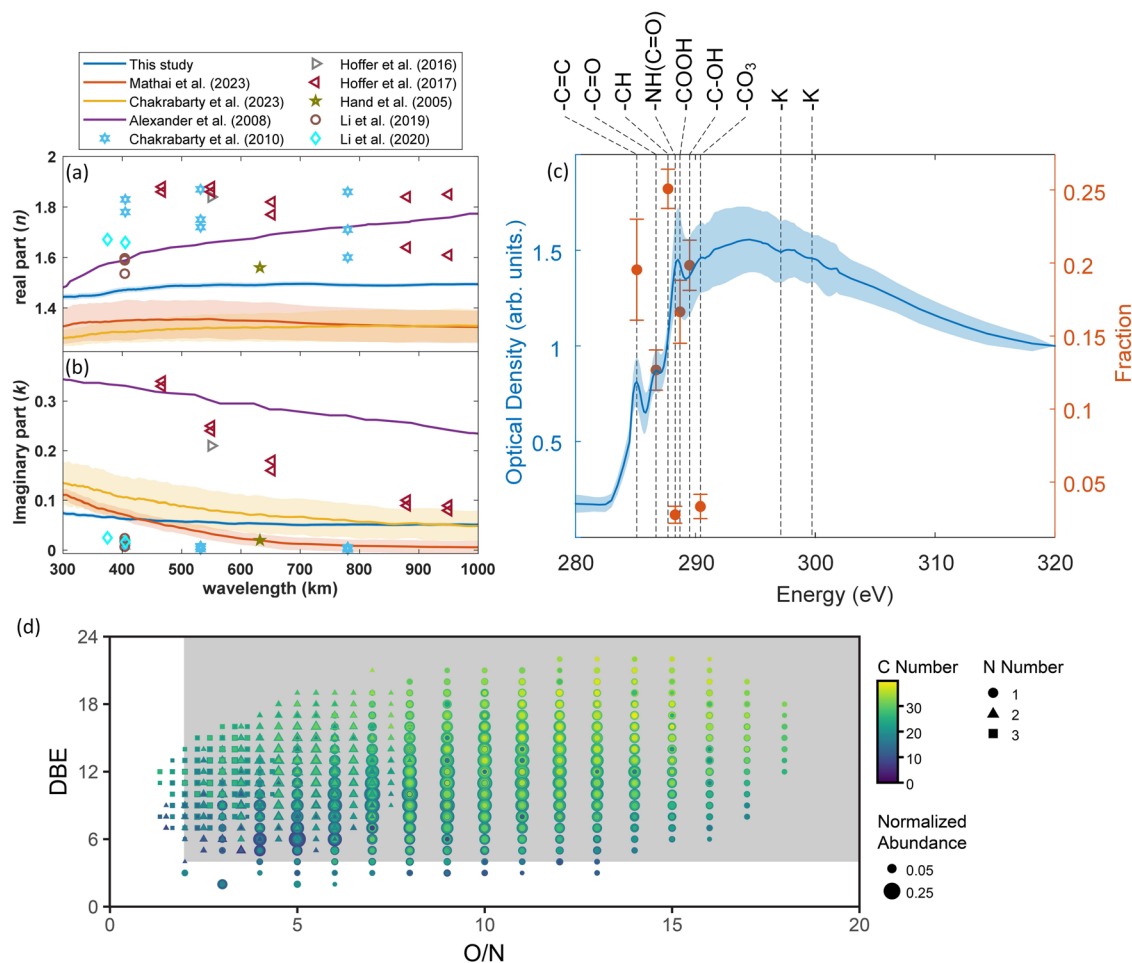 This study
Mathai et al. (2023)
Chakrabarty et al. (2023)
Alexander et al. (2008)
Chakrabarty et al. (2010)
Hoffer et al. (2016)
Hoffer et al. (2017)
Hand et al. (2005)
Li et al. (2019)
Li et al. (2020)
(a)
2
1.8
1.6
1.4
real part (n)
(b)
0.3
0.2
0.1
0
Imaginary part (k)
300 400 500 600 700 800 900 1000
wavelength (km)
-C=C
-C=O
-CH
-NH(C=O)
-COOH
-C-OH
-CO3
-K
-K
(c)
1.5
1
0.5
Optical Density (arb. units.)
0.25
0.2
0.15
0.1
0.05
Fraction
280 290 300 310 320
Energy (eV)
(d)
24
18
12
6
0
DBE
0 5 10 15 20
O/N
C Number
30
20
10
0
N Number
1
2
3
Normalized
Abundance
0.05
0.25